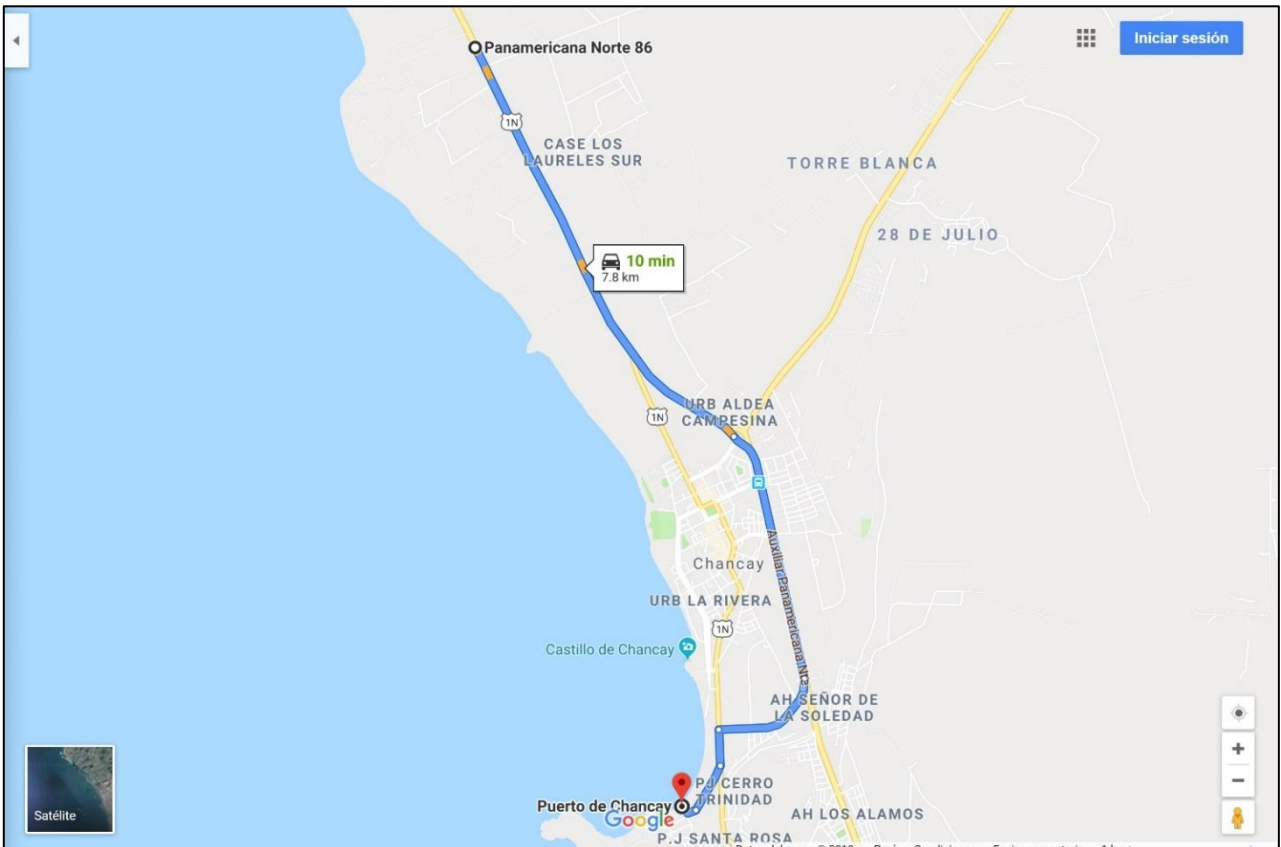 Panamericana Norte 86
Iniciar sesión
1N
CASE LOS
LAURELES SUR
TORRE BLANCA
28 DE JULIO
10 min
7.8 km
URB ALDEA
CAMPESINA
1N
Auxiliar Panamericana Nte
Chancay
URB LA RIVERA
1N
Castillo de Chancay
AH SEÑOR DE
LA SOLEDAD
PJ CERRO
TRINIDAD
Puerto de Chancay
Google
AH LOS ALAMOS
P.J SANTA ROSA
Satélite